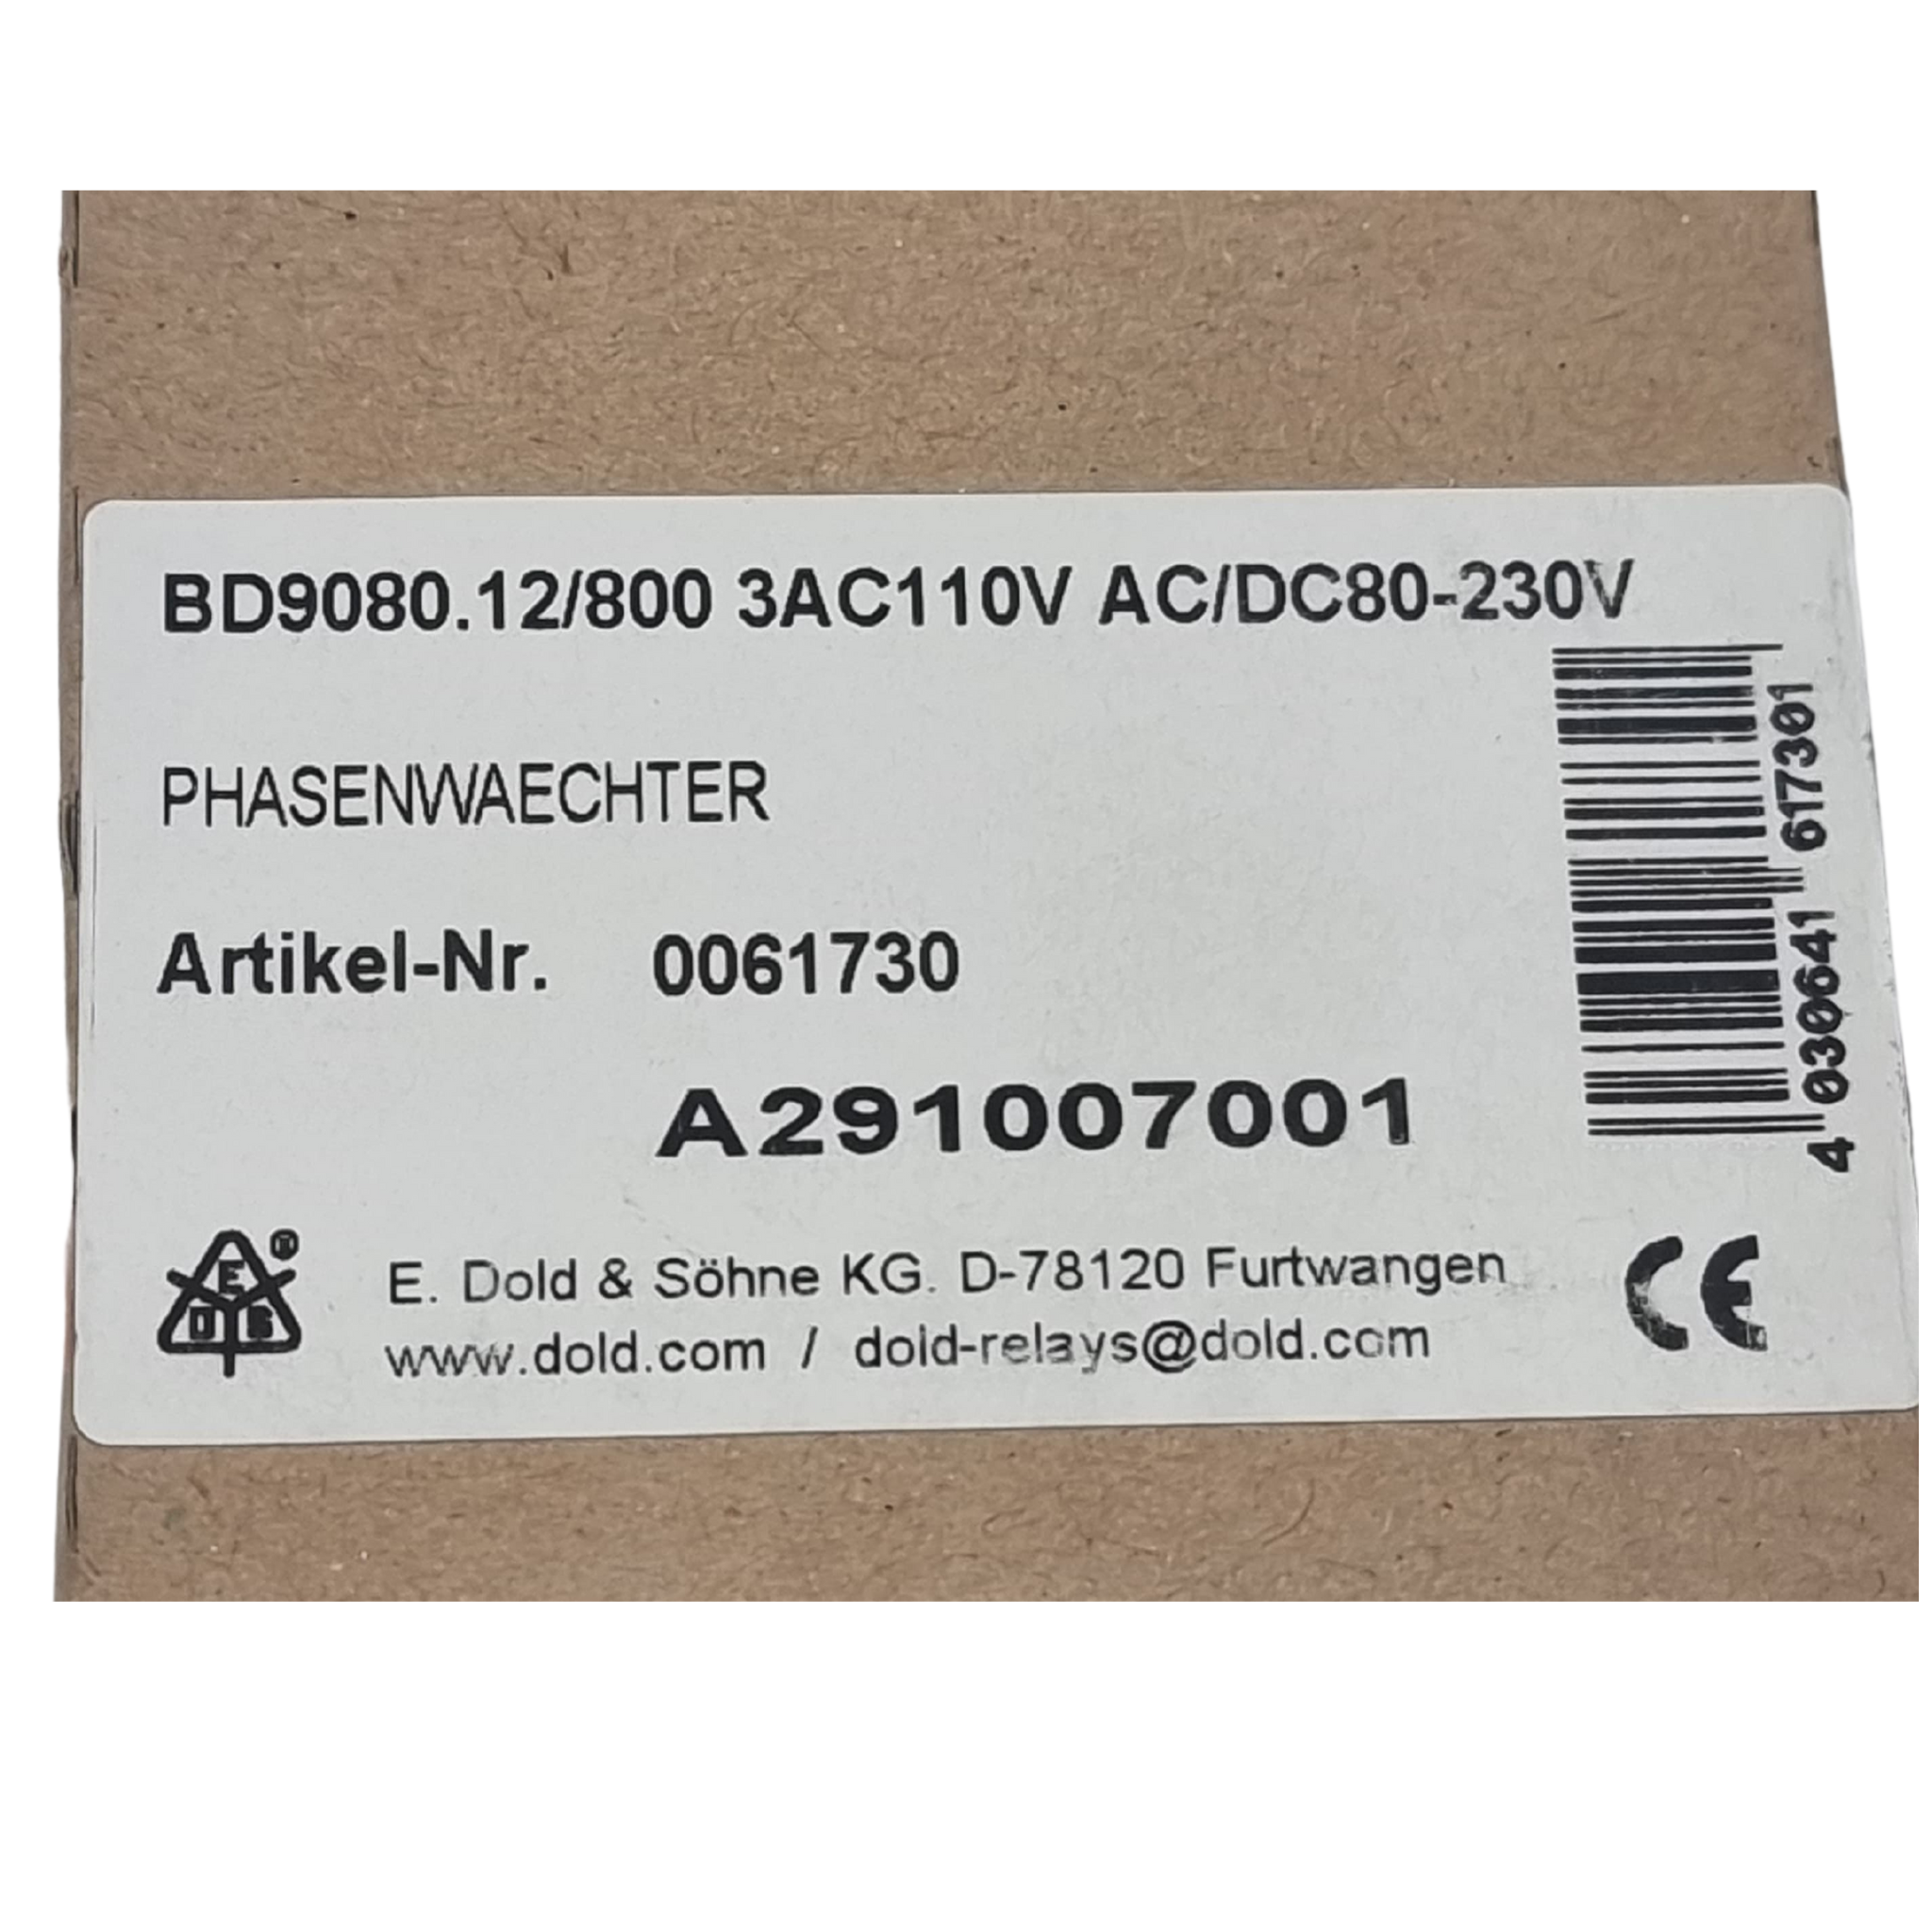 BD9080.12/800 3AC110V AC/DC80-230V
PHASENWAECHTER
Artikel-Nr. 0061730
A291007001
4 030641 617301
E
D S
®
E. Dold & Söhne KG. D-78120 Furtwangen
www.dold.com / dold-relays@dold.com
CE